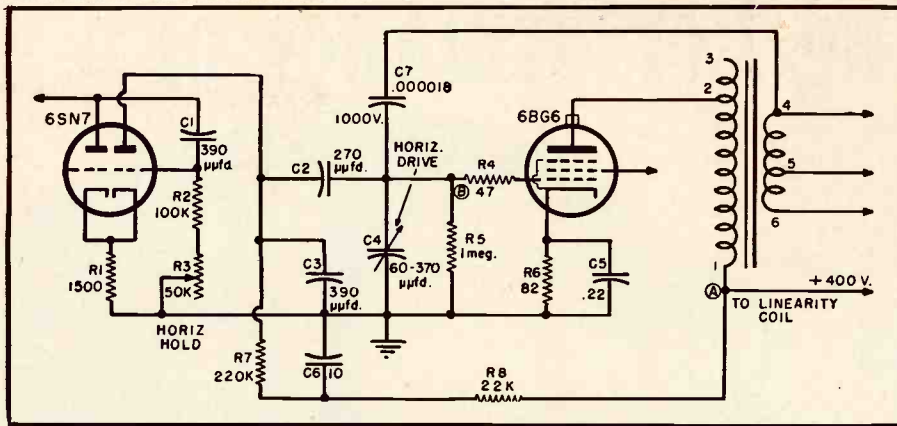 3
C7
.000018
2
4
6SN7
C1
6BG6
1000V.
390
μμfd.
270
μμfd.
HORIZ.
DRIVE
C2
R4
5
R2
100K
Ⓑ 47
6
C4
R5
1 meg.
R1
1500
R3
50K
C3
390
μμfd.
60-370
μμfd.
R6
82
C5
.22
1
+400 V.
Ⓐ
TO LINEARITY
COIL
HORIZ
HOLD
R7
220K
C6
.10
R8
22K